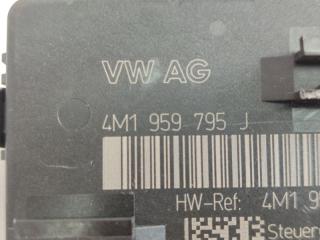 VW AG
4M1 959 795 J
HW-Ref: 4M1 9
Steuer